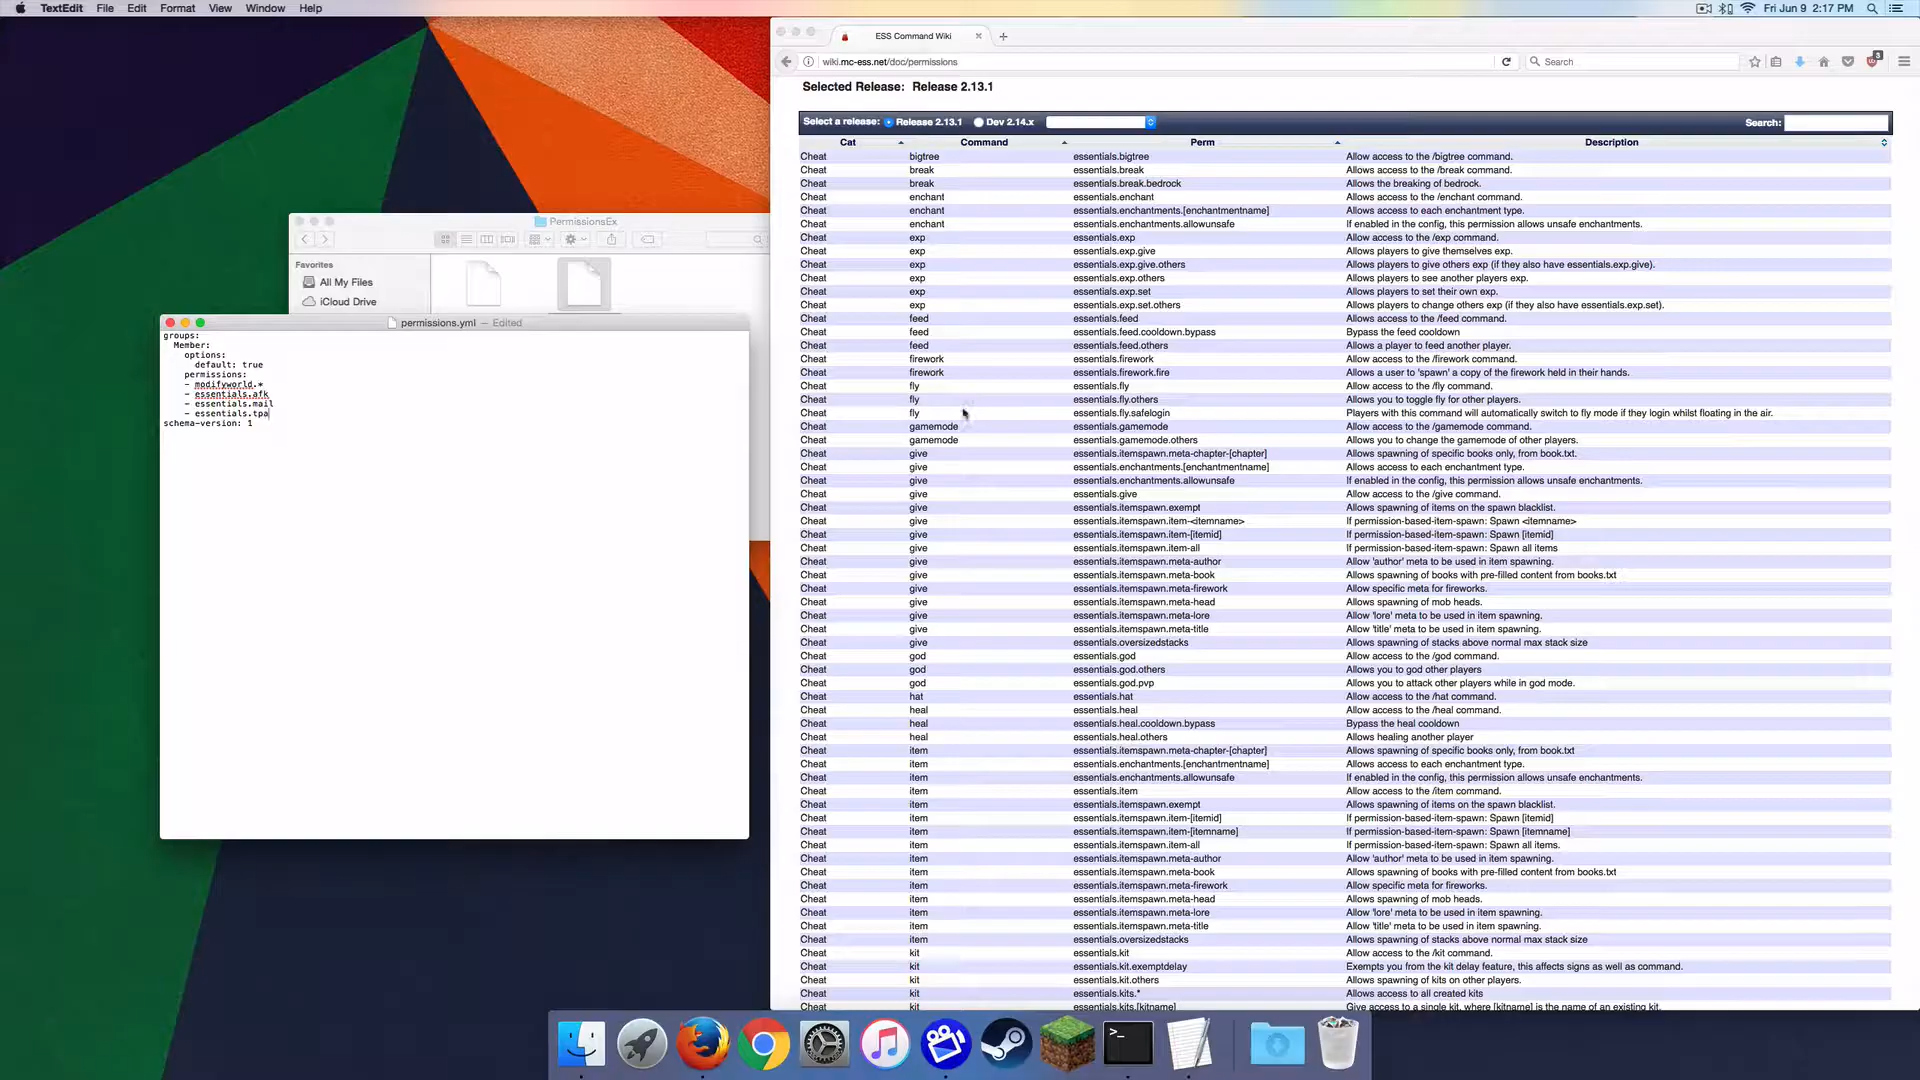 TextEdit File Edit Format View Window Help
Fri Jun 9 2:17 PM
ESS Command Wiki
wiki.mc-ess.net/doc/permissions
Search
3
Selected Release: Release 2.13.1
Select a release: Release 2.13.1 Dev 2.14.x Search:
Cat Command Perm Description
Cheat bigtree essentials.bigtree Allow access to the /bigtree command.
Cheat break essentials.break Allows access to the /break command.
Cheat break essentials.break.bedrock Allows the breaking of bedrock.
Cheat enchant essentials.enchant Allows access to the /enchant command.
Cheat enchant essentials.enchantments.[enchantmentname] Allows access to each enchantment type.
Cheat enchant essentials.enchantments.allowunsafe If enabled in the config, this permission allows unsafe enchantments.
Cheat exp essentials.exp Allow access to the /exp command.
Cheat exp essentials.exp.give Allows players to give themselves exp.
Cheat exp essentials.exp.give.others Allows players to give others exp (if they also have essentials.exp.give).
Cheat exp essentials.exp.others Allows players to see another players exp.
Cheat exp essentials.exp.set Allows players to set their own exp.
Cheat exp essentials.exp.set.others Allows players to change others exp (if they also have essentials.exp.set).
Cheat feed essentials.feed Allows access to the /feed command.
Cheat feed essentials.feed.cooldown.bypass Bypass the feed cooldown
Cheat feed essentials.feed.others Allows a player to feed another player.
Cheat firework essentials.firework Allow access to the /firework command.
Cheat firework essentials.firework.fire Allows a user to 'spawn' a copy of the firework held in their hands.
Cheat fly essentials.fly Allow access to the /fly command.
Cheat fly essentials.fly.others Allows you to toggle fly for other players.
Cheat fly essentials.fly.safelogin Players with this command will automatically switch to fly mode if they login whilst floating in the air.
Cheat gamemode essentials.gamemode Allow access to the /gamemode command.
Cheat gamemode essentials.gamemode.others Allows you to change the gamemode of other players.
Cheat give essentials.itemspawn.meta-chapter-[chapter] Allows spawning of specific books only, from book.txt.
Cheat give essentials.enchantments.[enchantmentname] Allows access to each enchantment type.
Cheat give essentials.enchantments.allowunsafe If enabled in the config, this permission allows unsafe enchantments.
Cheat give essentials.give Allow access to the /give command.
Cheat give essentials.itemspawn.exempt Allows spawning of items on the spawn blacklist.
Cheat give essentials.itemspawn.item-<itemname> If permission-based-item-spawn: Spawn <itemname>
Cheat give essentials.itemspawn.item-[itemid] If permission-based-item-spawn: Spawn [itemid]
Cheat give essentials.itemspawn.item-all If permission-based-item-spawn: Spawn all items
Cheat give essentials.itemspawn.meta-author Allow 'author' meta to be used in item spawning.
Cheat give essentials.itemspawn.meta-book Allows spawning of books with pre-filled content from books.txt
Cheat give essentials.itemspawn.meta-firework Allow specific meta for fireworks.
Cheat give essentials.itemspawn.meta-head Allows spawning of mob heads.
Cheat give essentials.itemspawn.meta-lore Allow 'lore' meta to be used in item spawning.
Cheat give essentials.itemspawn.meta-title Allow 'title' meta to be used in item spawning.
Cheat give essentials.oversizedstacks Allows spawning of stacks above normal max stack size
Cheat god essentials.god Allow access to the /god command.
Cheat god essentials.god.others Allows you to god other players
Cheat god essentials.god.pvp Allows you to attack other players while in god mode.
Cheat hat essentials.hat Allow access to the /hat command.
Cheat heal essentials.heal Allow access to the /heal command.
Cheat heal essentials.heal.cooldown.bypass Bypass the heal cooldown
Cheat heal essentials.heal.others Allows healing another player
Cheat item essentials.itemspawn.meta-chapter-[chapter] Allows spawning of specific books only, from book.txt
Cheat item essentials.enchantments.[enchantmentname] Allows access to each enchantment type.
Cheat item essentials.enchantments.allowunsafe If enabled in the config, this permission allows unsafe enchantments.
Cheat item essentials.item Allow access to the /item command.
Cheat item essentials.itemspawn.exempt Allows spawning of items on the spawn blacklist.
Cheat item essentials.itemspawn.item-[itemid] If permission-based-item-spawn: Spawn [itemid]
Cheat item essentials.itemspawn.item-[itemname] If permission-based-item-spawn: Spawn [itemname]
Cheat item essentials.itemspawn.item-all If permission-based-item-spawn: Spawn all items.
Cheat item essentials.itemspawn.meta-author Allow 'author' meta to be used in item spawning.
Cheat item essentials.itemspawn.meta-book Allows spawning of books with pre-filled content from books.txt
Cheat item essentials.itemspawn.meta-firework Allow specific meta for fireworks.
Cheat item essentials.itemspawn.meta-head Allows spawning of mob heads.
Cheat item essentials.itemspawn.meta-lore Allow 'lore' meta to be used in item spawning.
Cheat item essentials.itemspawn.meta-title Allow 'title' meta to be used in item spawning.
Cheat item essentials.oversizedstacks Allows spawning of stacks above normal max stack size
Cheat kit essentials.kit Allow access to the /kit command.
Cheat kit essentials.kit.exemptdelay Exempts you from the kit delay feature, this affects signs as well as command.
Cheat kit essentials.kit.others Allows spawning of kits on other players.
Cheat kit essentials.kits.* Allows access to all created kits
Cheat kit essentials.kits.[kitname] Give access to a single kit, where [kitname] is the name of an existing kit.
PermissionsEx
Favorites
All My Files
iCloud Drive
permissions.yml — Edited
groups:
Member:
options:
default: true
permissions:
- modifyworld.*
- essentials.afk
- essentials.mail
- essentials.tpa
schema-version: 1
>_